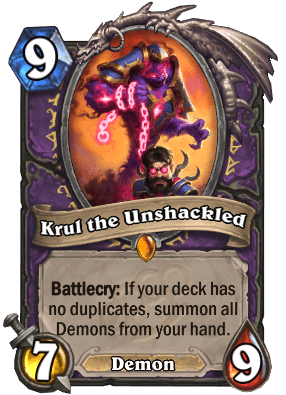 9
Krul the Unshackled
Battlecry: If your deck has
no duplicates, summon all
Demons from your hand.
7
Demon
9